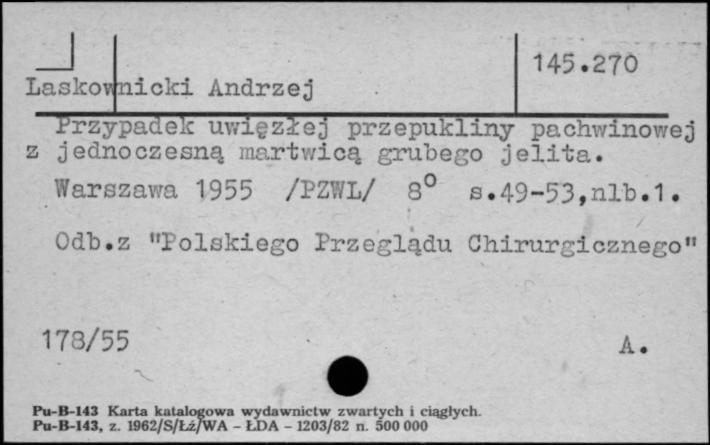 145.270
Laskownicki Andrzej
Przypadek uwięzłej przepukliny pachwinowej
z jednoczesną martwicą grubego jelita.
Warszawa 1955 /PZWL/ 8° s.49-53,nlb.1.
Odb.z "Polskiego Przeglądu Chirurgicznego"
178/55 A.
Pu-B-143 Karta katalogowa wydawnictw zwartych i ciągłych.
Pu-B-143, z. 1962/S/Łź/WA - ŁDA - 1203/82 n. 500 000